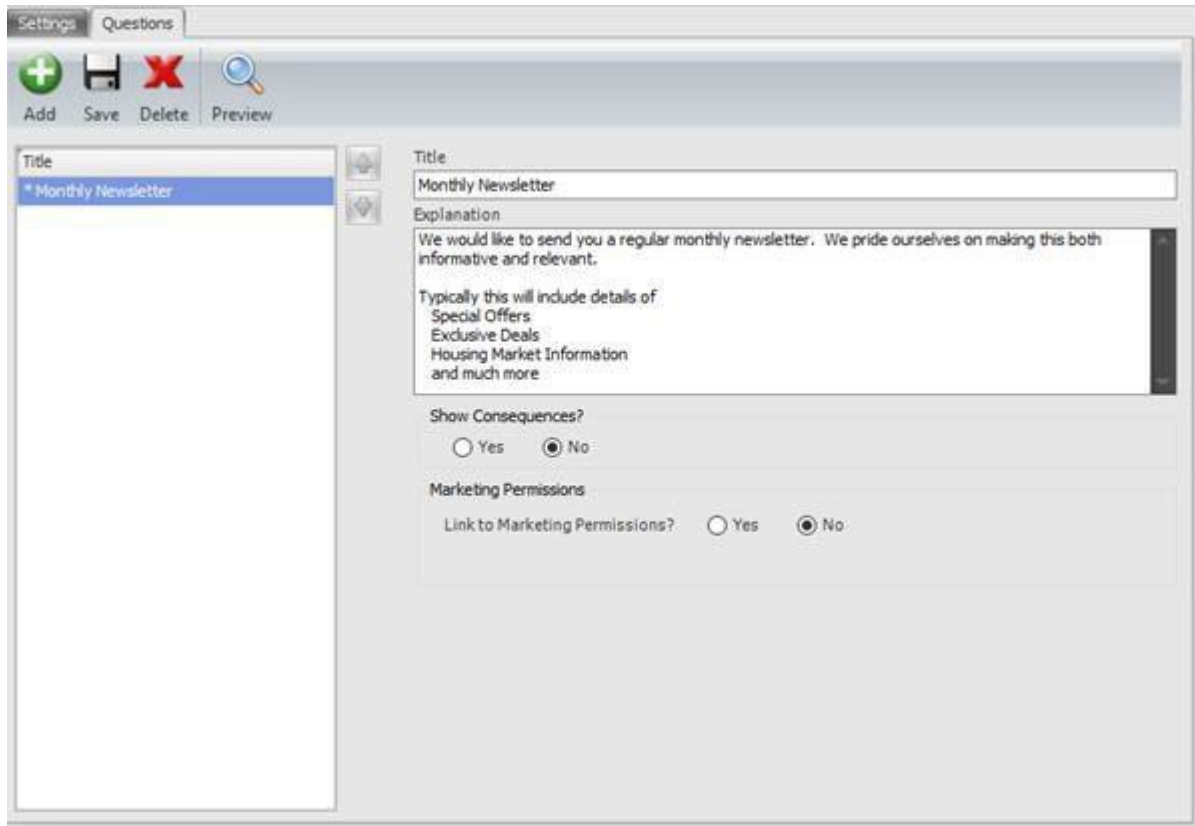 Settings Questions
Add Save Delete Preview
Title
* Monthly Newsletter
Title
Monthly Newsletter
Explanation
We would like to send you a regular monthly newsletter.  We pride ourselves on making this both
informative and relevant.
Typically this will include details of
Special Offers
Exclusive Deals
Housing Market Information
and much more
Show Consequences?
Yes No
Marketing Permissions
Link to Marketing Permissions? Yes No